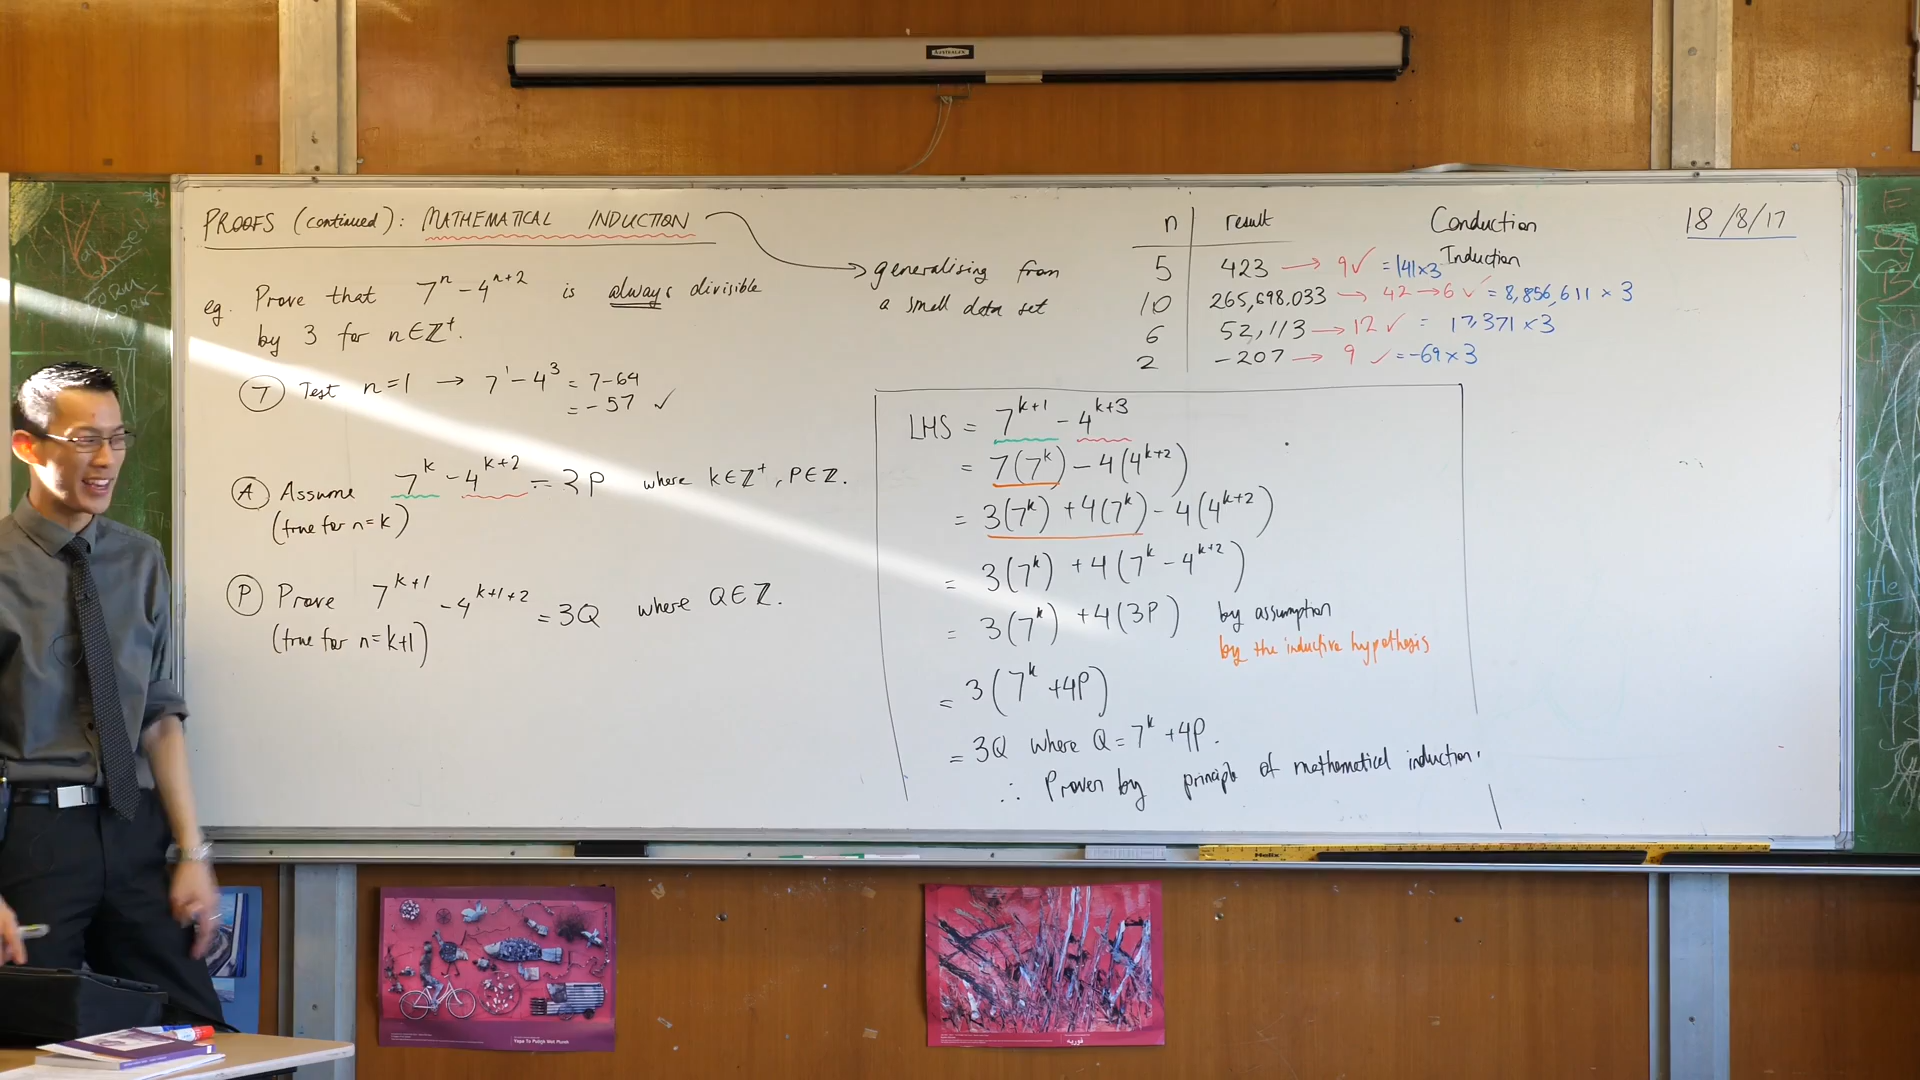 PROOFS (continued): MATHEMATICAL INDUCTION
generalising from
a small data set
eg. Prove that 7^n - 4^{n+2} is always divisible
by 3 for n∈ℤ⁺.
(T) Test n=1 → 7^1 - 4^3 = 7-64
= -57 ✓
(A) Assume 7^k - 4^{k+2} = 3P where k∈ℤ⁺, P∈ℤ.
(true for n=k)
(P) Prove 7^{k+1} - 4^{k+1+2} = 3Q where Q∈ℤ.
(true for n=k+1)
n result
5 423 → 9 ✓ = 141×3
10 265,698,033 → 42 → 6 ✓ = 8,856,611 × 3
6 52,113 → 12 ✓ = 17,371 ×3
2 -207 → 9 ✓ = -69×3
Conduction
Induction
18/8/17
LHS = 7^{k+1} - 4^{k+3}
= 7(7^k) - 4(4^{k+2})
= 3(7^k) + 4(7^k) - 4(4^{k+2})
= 3(7^k) + 4(7^k - 4^{k+2})
= 3(7^k) + 4(3P) by assumption
by the inductive hypothesis
= 3(7^k + 4P)
= 3Q where Q = 7^k + 4P.
∴ Proven by principle of mathematical induction.
Helix